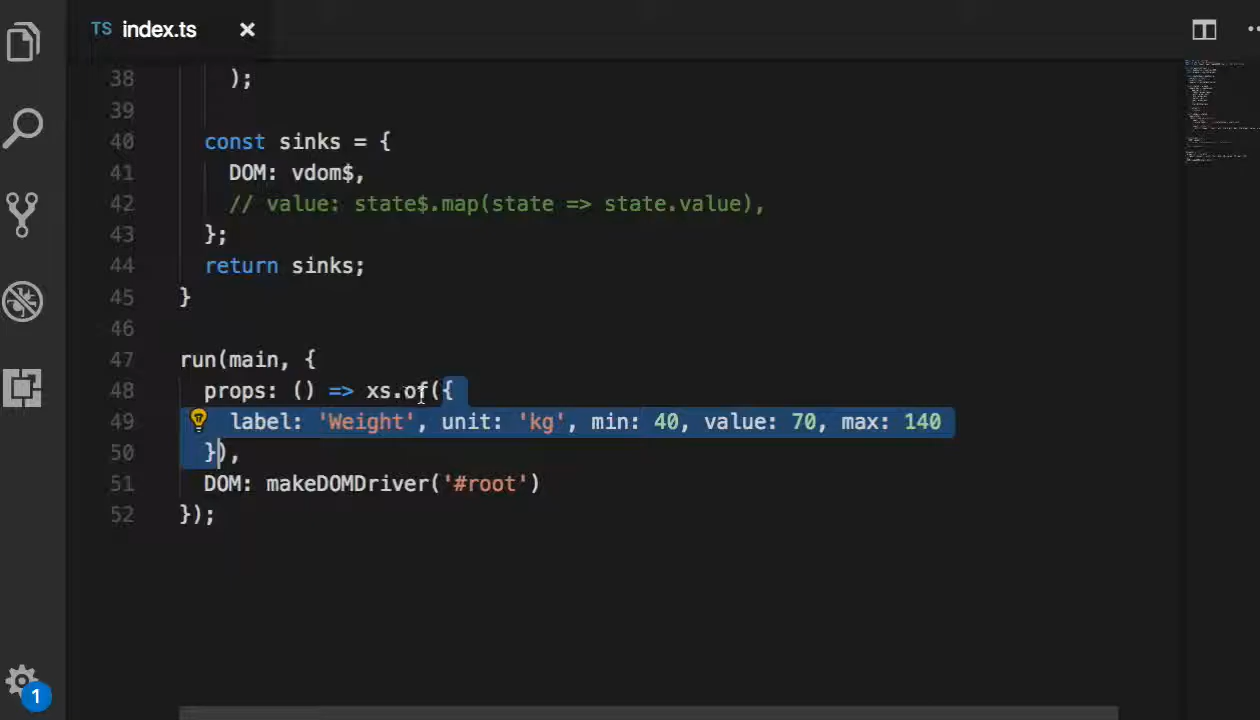 TS index.ts ×
38 );
39
40 const sinks = {
41 DOM: vdom$,
42 // value: state$.map(state => state.value),
43 };
44 return sinks;
45 }
46
47 run(main, {
48 props: () => xs.of({
49 label: 'Weight', unit: 'kg', min: 40, value: 70, max: 140
50 }),
51 DOM: makeDOMDriver('#root')
52 });
1